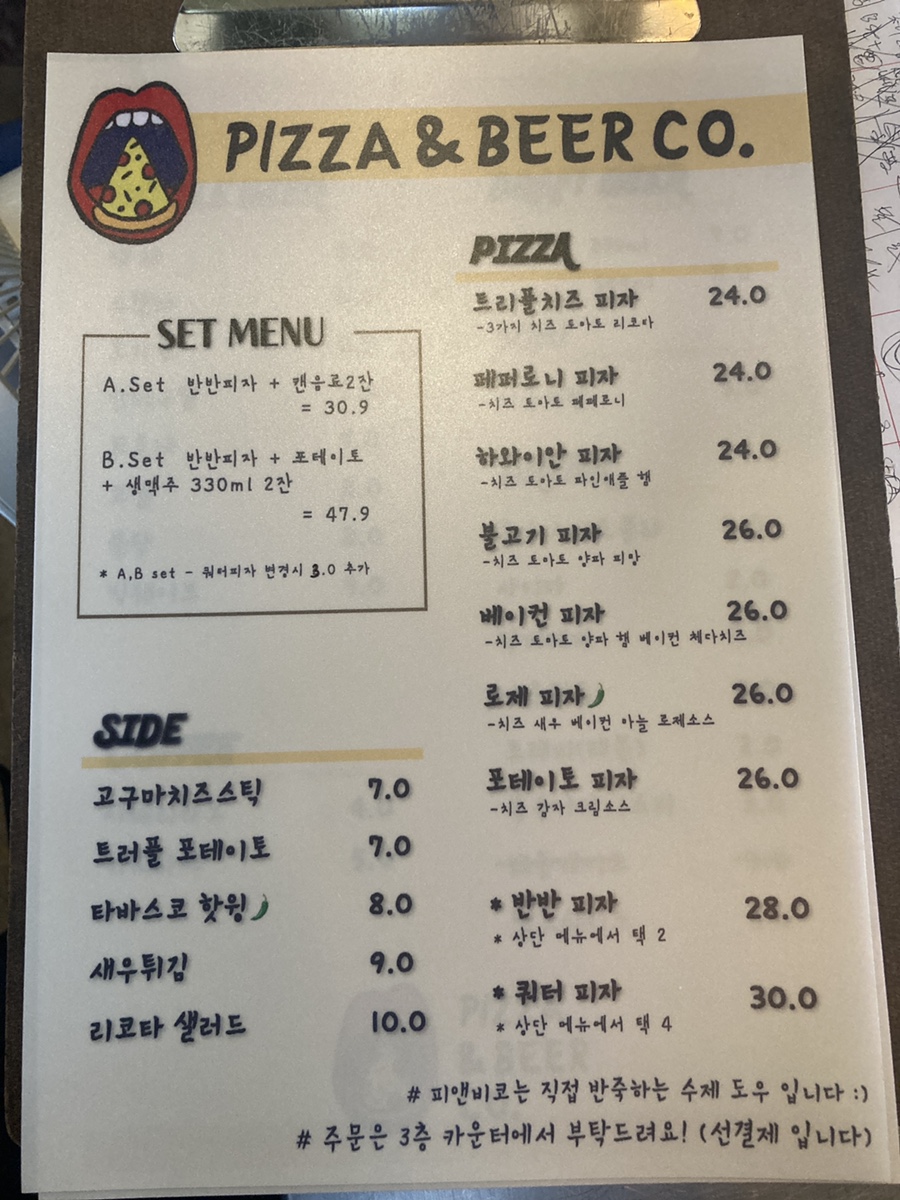 PIZZA & BEER CO.
SET MENU
A.Set 반반피자 + 캔음료2잔
= 30.9
B.Set 반반피자 + 포테이토
+ 생맥주 330ml 2잔
= 47.9
* A,B set - 쿼터피자 변경시 3.0 추가
SIDE
고구마치즈스틱 7.0
트러플 포테이토 7.0
타바스코 핫윙 8.0
새우튀김 9.0
리코타 샐러드 10.0
PIZZA
트리플치즈 피자 24.0
-3가지 치즈 토마토 리코타
페퍼로니 피자 24.0
-치즈 토마토 페페로니
하와이안 피자 24.0
-치즈 토마토 파인애플 햄
불고기 피자 26.0
-치즈 토마토 양파 피망
베이컨 피자 26.0
-치즈 토마토 양파 햄 베이컨 체다치즈
로제 피자 26.0
-치즈 새우 베이컨 마늘 로제소스
포테이토 피자 26.0
-치즈 감자 크림소스
* 반반 피자 28.0
* 상단 메뉴에서 택 2
* 쿼터 피자 30.0
* 상단 메뉴에서 택 4
# 피앤비코는 직접 반죽하는 수제 도우 입니다 :)
# 주문은 3층 카운터에서 부탁드려요! (선결제 입니다)